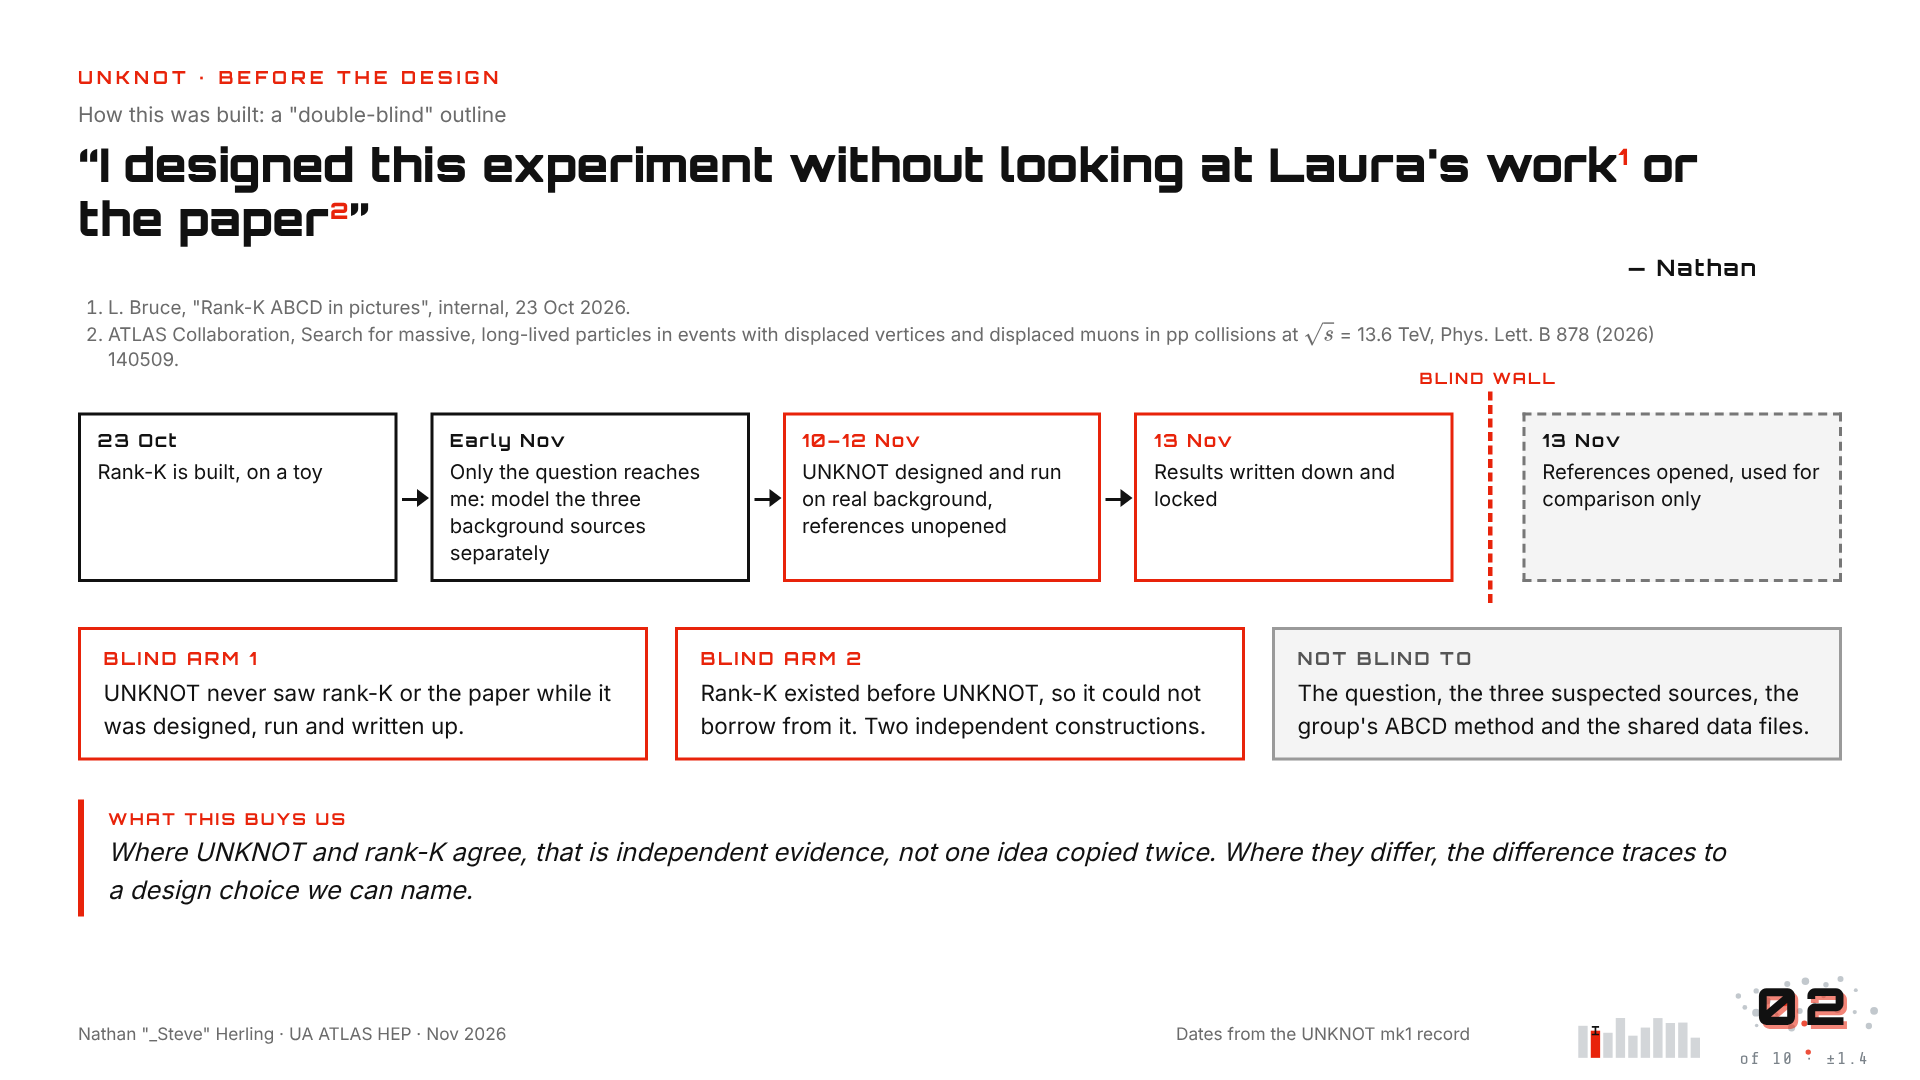 UNKNOT · BEFORE THE DESIGN
How this was built: a "double-blind" outline
“I designed this experiment without looking at Laura's work¹ or
the paper²”
— Nathan
1. L. Bruce, "Rank-K ABCD in pictures", internal, 23 Oct 2026.
2. ATLAS Collaboration, Search for massive, long-lived particles in events with displaced vertices and displaced muons in pp collisions at √s = 13.6 TeV, Phys. Lett. B 878 (2026)
140509.
BLIND WALL
23 Oct
Rank-K is built, on a toy
Early Nov
Only the question reaches
me: model the three
background sources
separately
10–12 Nov
UNKNOT designed and run
on real background,
references unopened
13 Nov
Results written down and
locked
13 Nov
References opened, used for
comparison only
BLIND ARM 1
UNKNOT never saw rank-K or the paper while it
was designed, run and written up.
BLIND ARM 2
Rank-K existed before UNKNOT, so it could not
borrow from it. Two independent constructions.
NOT BLIND TO
The question, the three suspected sources, the
group's ABCD method and the shared data files.
WHAT THIS BUYS US
Where UNKNOT and rank-K agree, that is independent evidence, not one idea copied twice. Where they differ, the difference traces to
a design choice we can name.
Nathan "_Steve" Herling · UA ATLAS HEP · Nov 2026
Dates from the UNKNOT mk1 record
02
of 10 · ±1.4